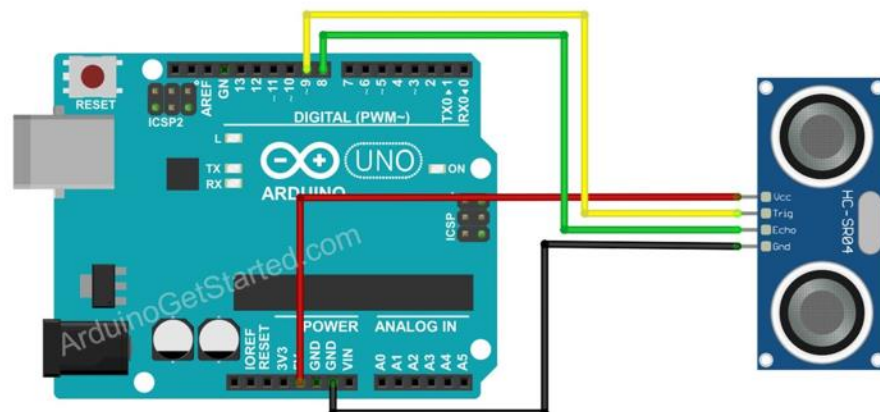 RESET
ICSP2
AREF
GN
13
12
~11
~10
~9
8
7
~6
~5
4
~3
2
TX0▶1
RX0◀0
DIGITAL (PWM~)
L
TX
RX
UNO
ON
ARDUINO
ICSP
Vcc
Trig
Echo
Gnd
HC-SR04
ArduinoGetStarted.com
POWER
ANALOG IN
IOREF
RESET
3V3
GND
GND
VIN
A0
A1
A2
A3
A4
A5